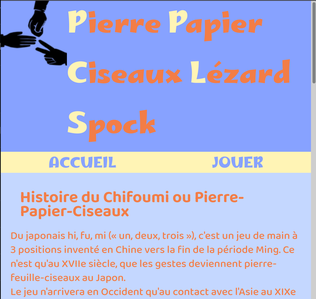 Pierre Papier
Ciseaux Lézard
Spock
ACCUEIL JOUER
Histoire du Chifoumi ou Pierre-
Papier-Ciseaux
Du japonais hi, fu, mi (« un, deux, trois »), c'est un jeu de main à
3 positions inventé en Chine vers la fin de la période Ming. Ce
n'est qu'au XVIIe siècle, que les gestes deviennent pierre-
feuille-ciseaux au Japon.
Le jeu n'arrivera en Occident qu'au contact avec l'Asie au XIXe